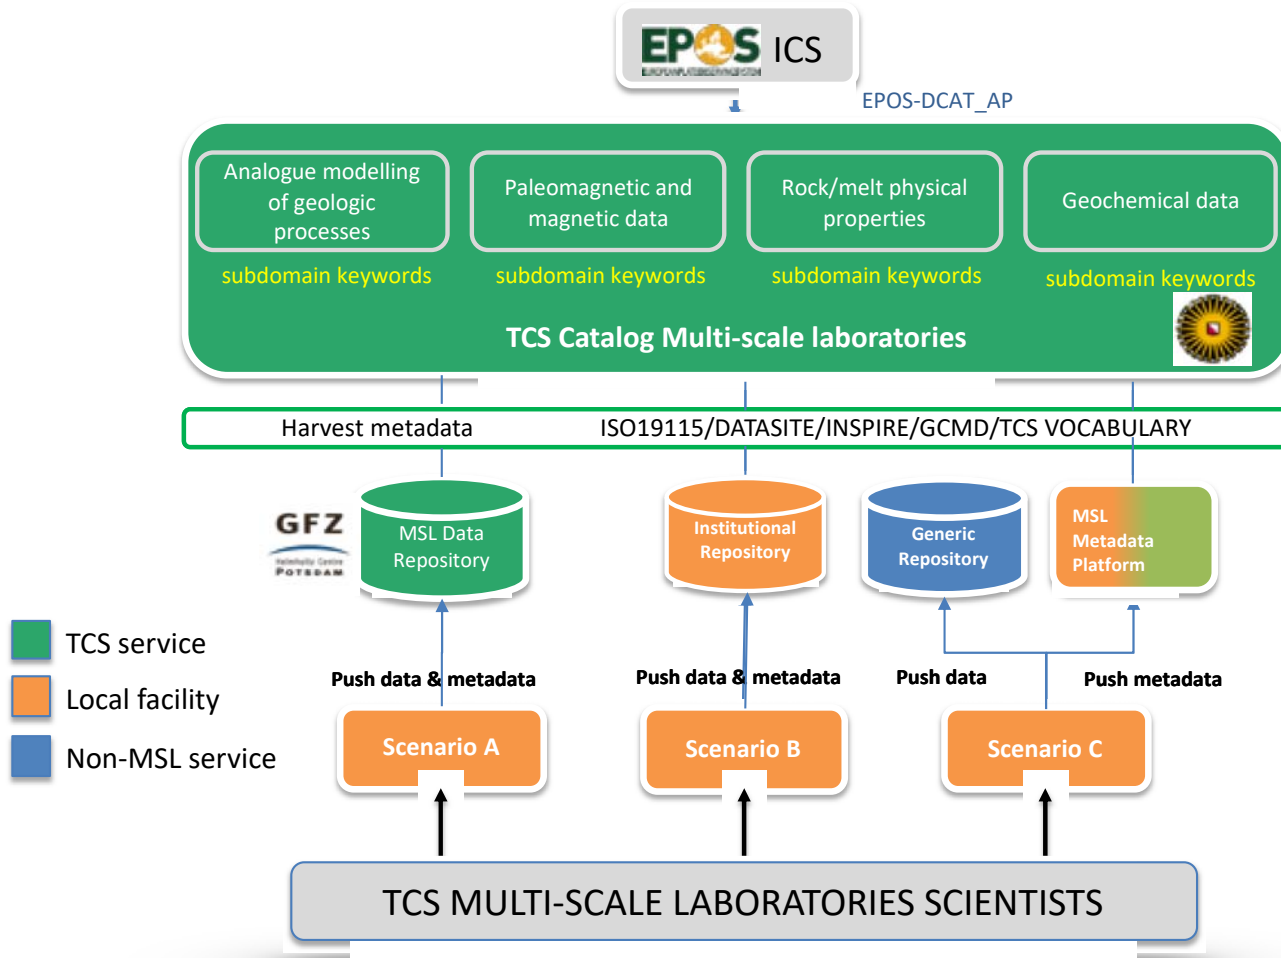 EPOS ICS
EPOS-DCAT_AP
Analogue modelling
of geologic
processes
Paleomagnetic and
magnetic data
Rock/melt physical
properties
Geochemical data
subdomain keywords
subdomain keywords
subdomain keywords
subdomain keywords
TCS Catalog Multi-scale laboratories
Harvest metadata
ISO19115/DATASITE/INSPIRE/GCMD/TCS VOCABULARY
GFZ
Helmholtz Centre
POTSDAM
MSL Data
Repository
Institutional
Repository
Generic
Repository
MSL
Metadata
Platform
TCS service
Local facility
Non-MSL service
Push data & metadata
Push data & metadata
Push data
Push metadata
Scenario A
Scenario B
Scenario C
TCS MULTI-SCALE LABORATORIES SCIENTISTS